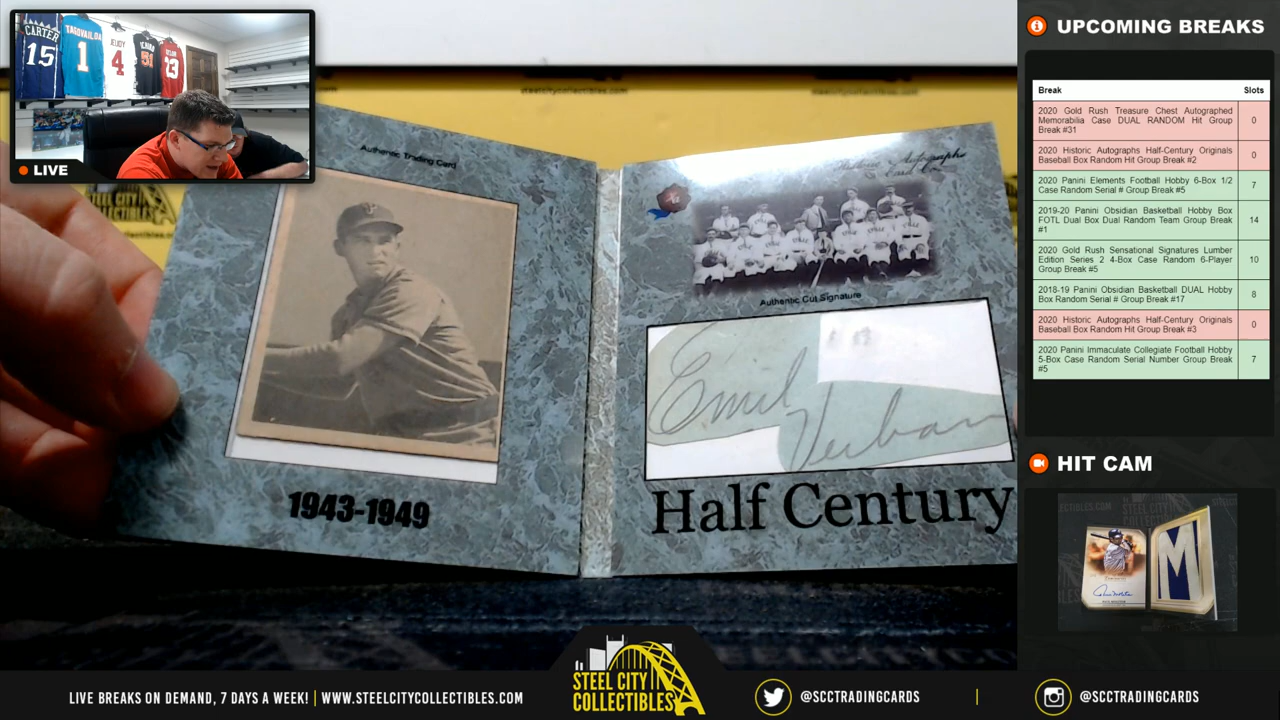 CARTER
15
TAGOVAILOA
1
JEUDY
4
51
23
LIVE
steelcitycollectibles.com
Authentic Trading Card
1943-1949
Historic Autographs
Authentic Cut Signature
Emil
Verban
Half Century
UPCOMING BREAKS
Break Slots
2020 Gold Rush Treasure Chest Autographed
Memorabilia Case DUAL RANDOM Hit Group
Break #31
0
2020 Historic Autographs Half-Century Originals
Baseball Box Random Hit Group Break #2
0
2020 Panini Elements Football Hobby 6-Box 1/2
Case Random Serial # Group Break #5
7
2019-20 Panini Obsidian Basketball Hobby Box
FOTL Dual Box Dual Random Team Group Break
#1
14
2020 Gold Rush Sensational Signatures Lumber
Edition Series 2 4-Box Case Random 6-Player
Group Break #5
10
2018-19 Panini Obsidian Basketball DUAL Hobby
Box Random Serial # Group Break #17
8
2020 Historic Autographs Half-Century Originals
Baseball Box Random Hit Group Break #3
0
2020 Panini Immaculate Collegiate Football Hobby
5-Box Case Random Serial Number Group Break
#5
7
HIT CAM
M
LIVE BREAKS ON DEMAND, 7 DAYS A WEEK! | WWW.STEELCITYCOLLECTIBLES.COM
STEEL CITY
COLLECTIBLES
@SCCTRADINGCARDS | @SCCTRADINGCARDS